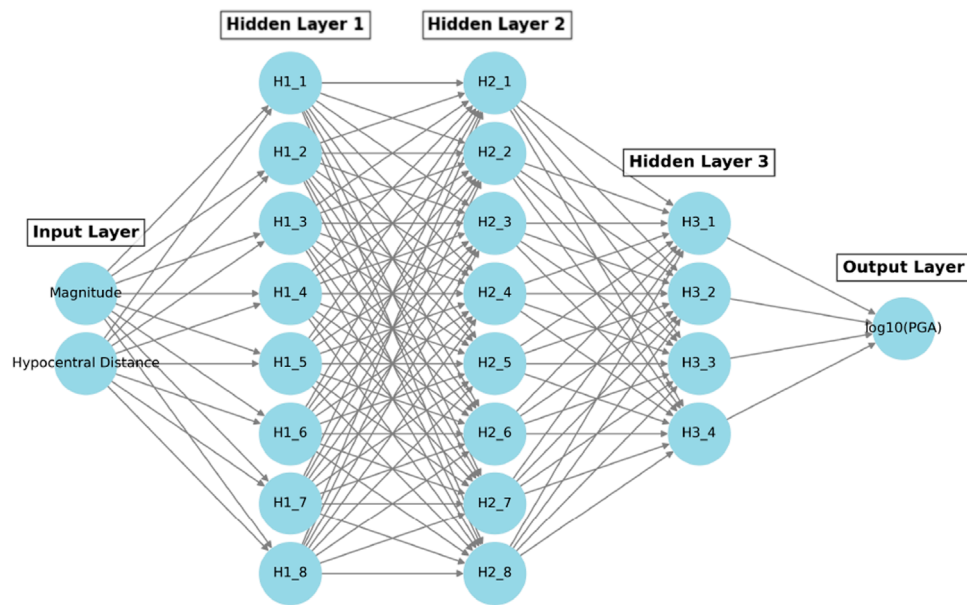 Hidden Layer 1
Hidden Layer 2
Hidden Layer 3
Input Layer
Output Layer
Magnitude
Hypocentral Distance
H1_1
H1_2
H1_3
H1_4
H1_5
H1_6
H1_7
H1_8
H2_1
H2_2
H2_3
H2_4
H2_5
H2_6
H2_7
H2_8
H3_1
H3_2
H3_3
H3_4
log10(PGA)